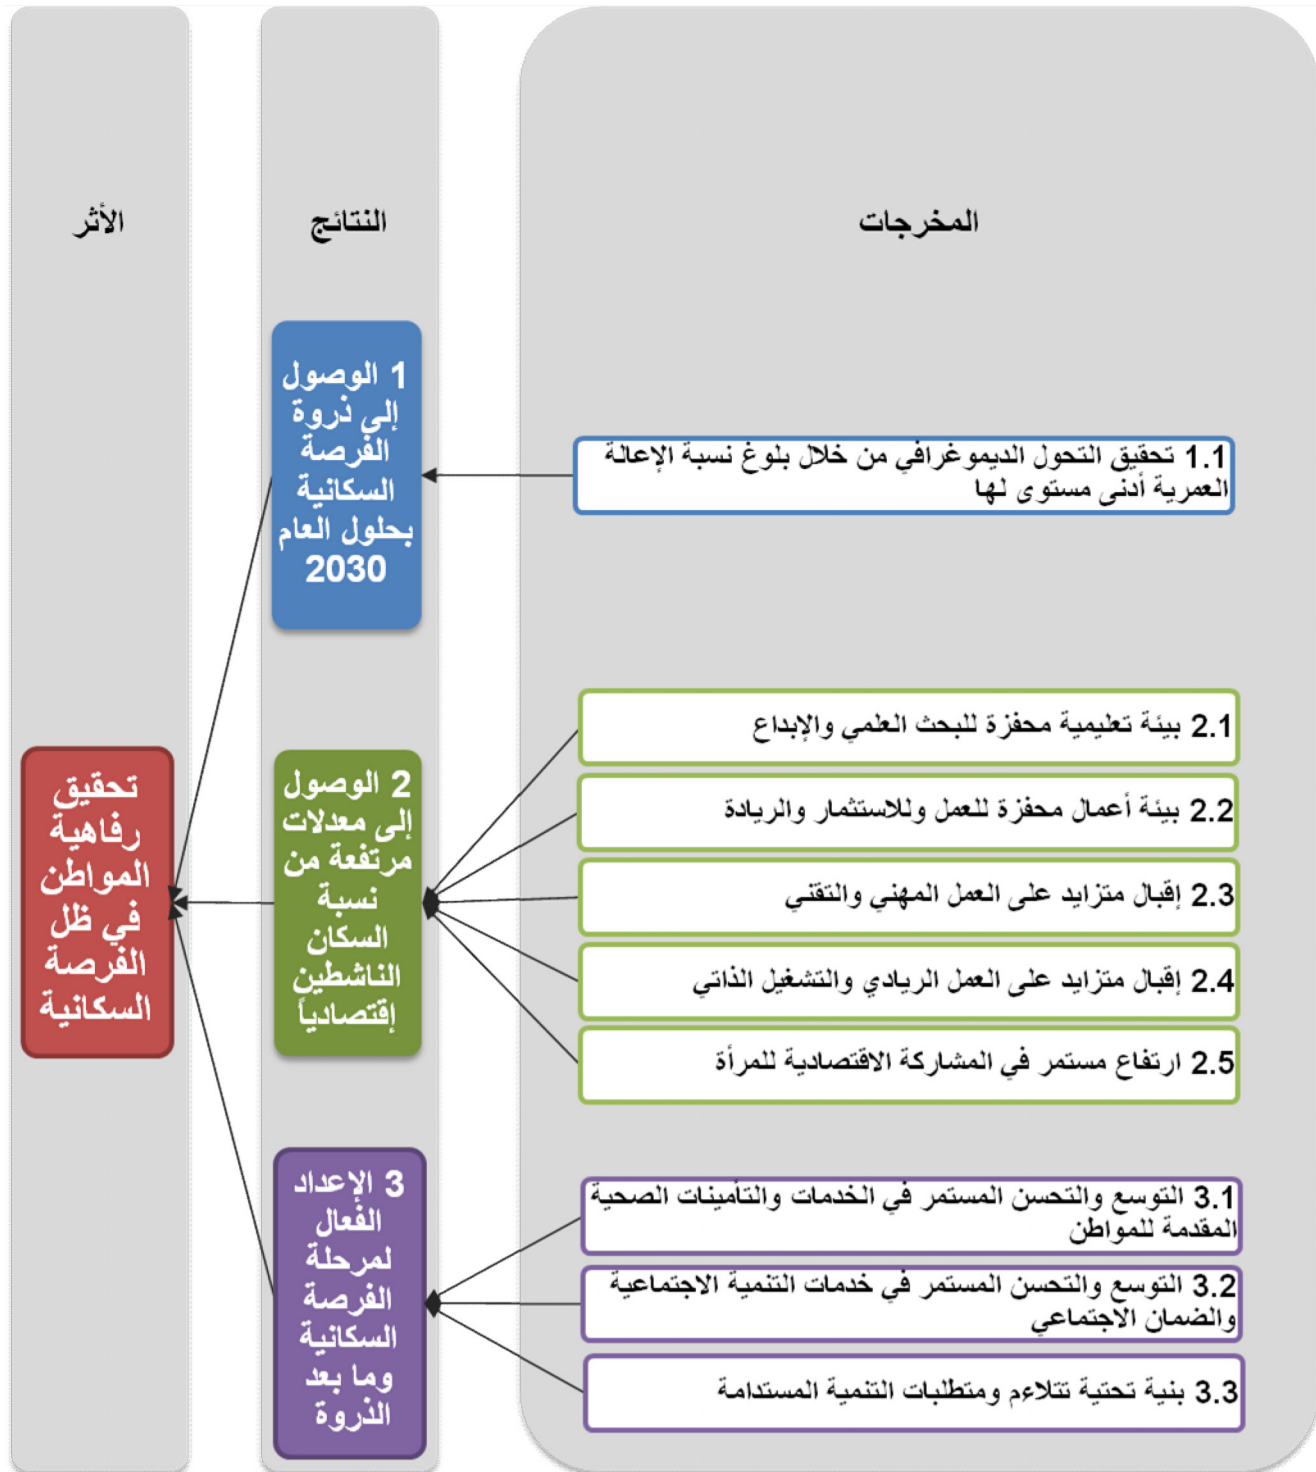 المخرجات
النتائج
الأثر
1.1 تحقيق التحول الديموغرافي من خلال بلوغ نسبة الإعالة
العمرية أدنى مستوى لها
2.1 بيئة تعليمية محفزة للبحث العلمي والإبداع
2.2 بيئة أعمال محفزة للعمل وللاستثمار والريادة
2.3 إقبال متزايد على العمل المهني والتقني
2.4 إقبال متزايد على العمل الريادي والتشغيل الذاتي
2.5 ارتفاع مستمر في المشاركة الاقتصادية للمرأة
3.1 التوسع والتحسن المستمر في الخدمات والتأمينات الصحية
المقدمة للمواطن
3.2 التوسع والتحسن المستمر في خدمات التنمية الاجتماعية
والضمان الاجتماعي
3.3 بنية تحتية تتلاءم ومتطلبات التنمية المستدامة
1 الوصول
إلى ذروة
الفرصة
السكانية
بحلول العام
2030
2 الوصول
إلى معدلات
مرتفعة من
نسبة
السكان
الناشطين
إقتصادياً
3 الإعداد
الفعال
لمرحلة
الفرصة
السكانية
وما بعد
الذروة
تحقيق
رفاهية
المواطن
في ظل
الفرصة
السكانية